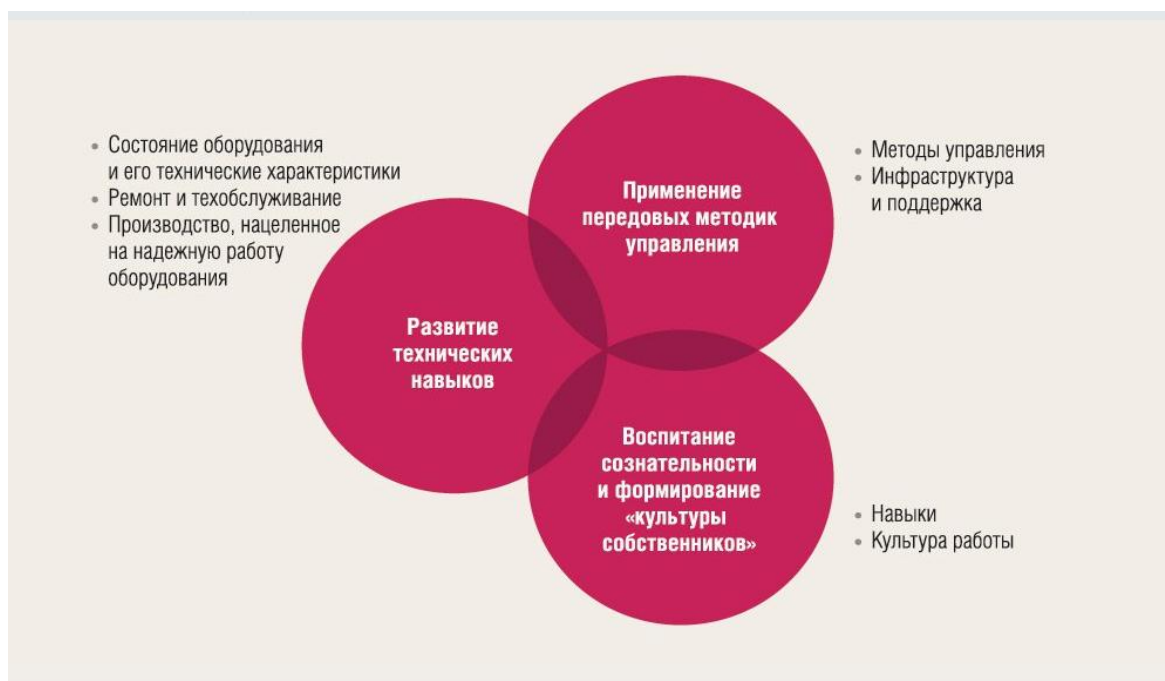 • Состояние оборудования
и его технические характеристики
• Ремонт и техобслуживание
• Производство, нацеленное
на надежную работу
оборудования
Применение
передовых методик
управления
• Методы управления
• Инфраструктура
и поддержка
Развитие
технических
навыков
Воспитание
сознательности
и формирование
«культуры
собственников»
• Навыки
• Культура работы